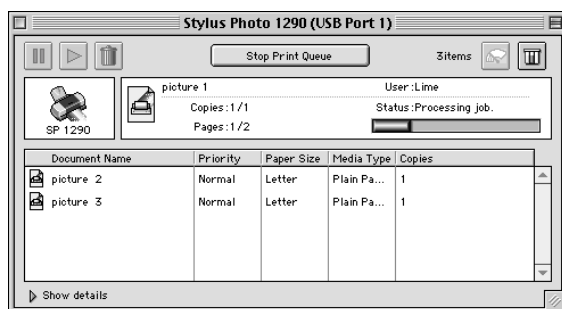 Stylus Photo 1290 (USB Port 1)
Stop Print Queue
3items
picture 1
User:Lime
Copies:1/1
Status:Processing job.
Pages:1/2
SP 1290
Document Name Priority Paper Size Media Type Copies
picture 2 Normal Letter Plain Pa... 1
picture 3 Normal Letter Plain Pa... 1
Show details